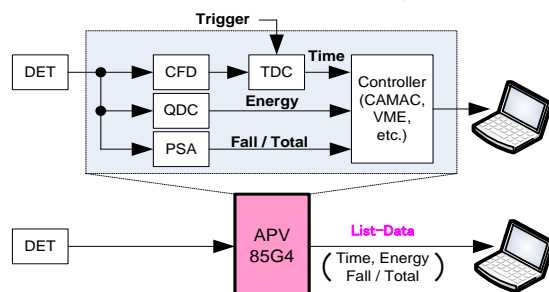 Trigger
DET
CFD
TDC
Time
QDC
Energy
PSA
Fall / Total
Controller
(CAMAC,
VME,
etc.)
DET
APV
85G4
List-Data
( Time, Energy
Fall / Total )